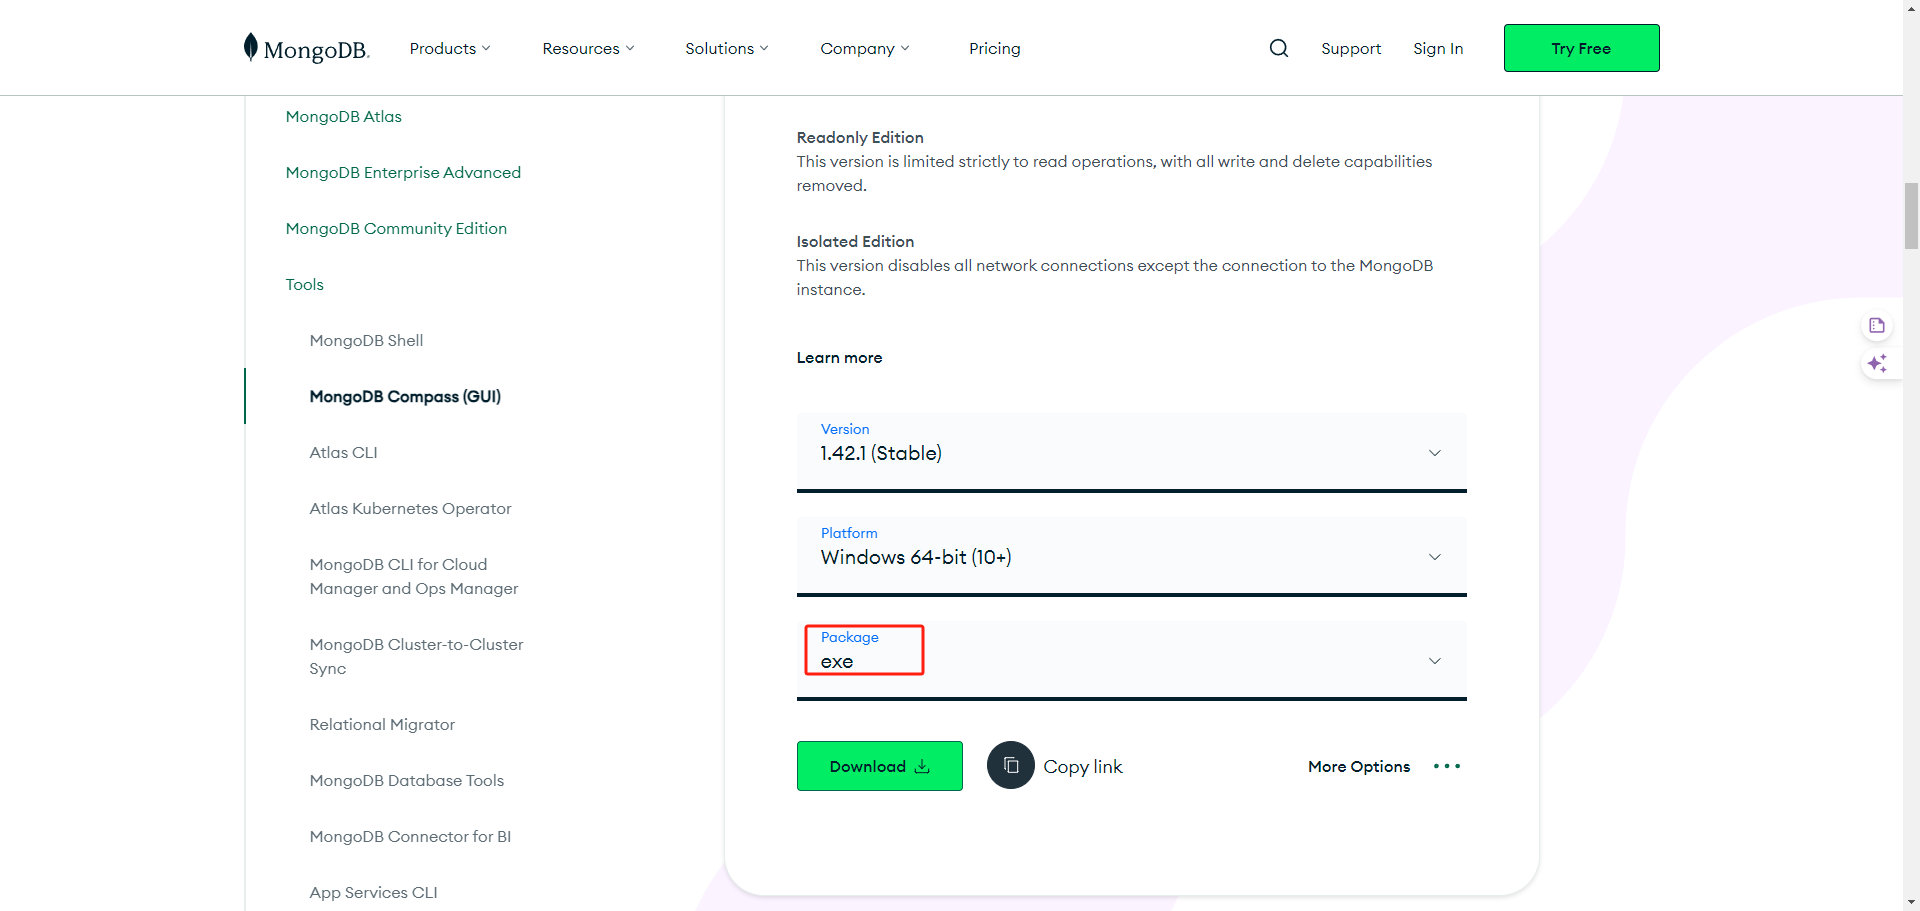 MongoDB.
Products
Resources
Solutions
Company
Pricing
Support
Sign In
Try Free
MongoDB Atlas
MongoDB Enterprise Advanced
MongoDB Community Edition
Tools
MongoDB Shell
MongoDB Compass (GUI)
Atlas CLI
Atlas Kubernetes Operator
MongoDB CLI for Cloud
Manager and Ops Manager
MongoDB Cluster-to-Cluster
Sync
Relational Migrator
MongoDB Database Tools
MongoDB Connector for BI
App Services CLI
Readonly Edition
This version is limited strictly to read operations, with all write and delete capabilities
removed.
Isolated Edition
This version disables all network connections except the connection to the MongoDB
instance.
Learn more
Version
1.42.1 (Stable)
Platform
Windows 64-bit (10+)
Package
exe
Download
Copy link
More Options